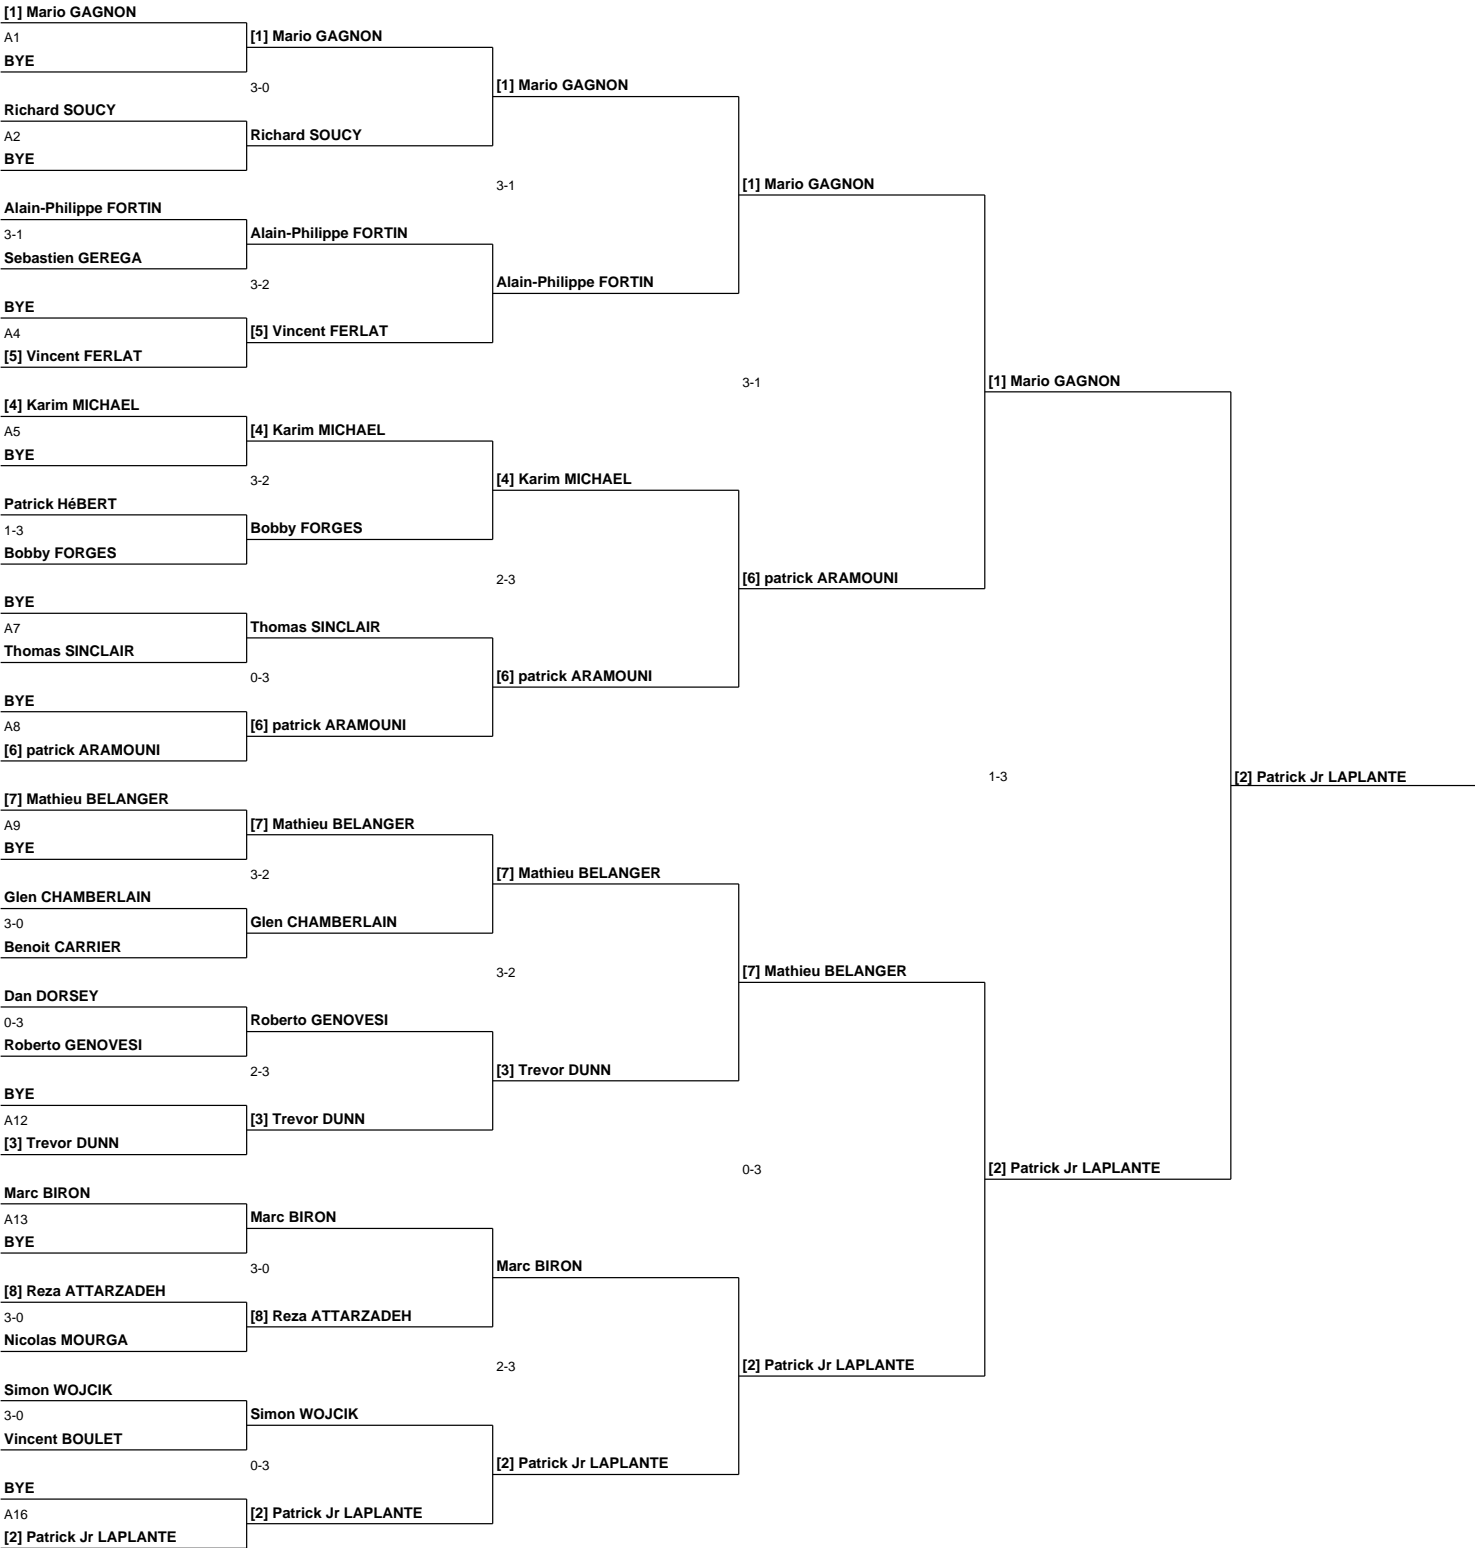 [1] Mario GAGNON
A1
BYE
Richard SOUCY
A2
BYE
Alain-Philippe FORTIN
3-1
Sebastien GEREGA
BYE
A4
[5] Vincent FERLAT
[4] Karim MICHAEL
A5
BYE
Patrick HéBERT
1-3
Bobby FORGES
BYE
A7
Thomas SINCLAIR
BYE
A8
[6] patrick ARAMOUNI
[7] Mathieu BELANGER
A9
BYE
Glen CHAMBERLAIN
3-0
Benoit CARRIER
Dan DORSEY
0-3
Roberto GENOVESI
BYE
A12
[3] Trevor DUNN
Marc BIRON
A13
BYE
[8] Reza ATTARZADEH
3-0
Nicolas MOURGA
Simon WOJCIK
3-0
Vincent BOULET
BYE
A16
[2] Patrick Jr LAPLANTE
[1] Mario GAGNON
3-0
Richard SOUCY
Alain-Philippe FORTIN
3-2
[5] Vincent FERLAT
[4] Karim MICHAEL
3-2
Bobby FORGES
Thomas SINCLAIR
0-3
[6] patrick ARAMOUNI
[7] Mathieu BELANGER
3-2
Glen CHAMBERLAIN
Roberto GENOVESI
2-3
[3] Trevor DUNN
Marc BIRON
3-0
[8] Reza ATTARZADEH
Simon WOJCIK
0-3
[2] Patrick Jr LAPLANTE
[1] Mario GAGNON
3-1
Alain-Philippe FORTIN
[4] Karim MICHAEL
2-3
[6] patrick ARAMOUNI
[7] Mathieu BELANGER
3-2
[3] Trevor DUNN
Marc BIRON
2-3
[2] Patrick Jr LAPLANTE
[1] Mario GAGNON
3-1
[6] patrick ARAMOUNI
[7] Mathieu BELANGER
0-3
[2] Patrick Jr LAPLANTE
[1] Mario GAGNON
1-3
[2] Patrick Jr LAPLANTE
[2] Patrick Jr LAPLANTE